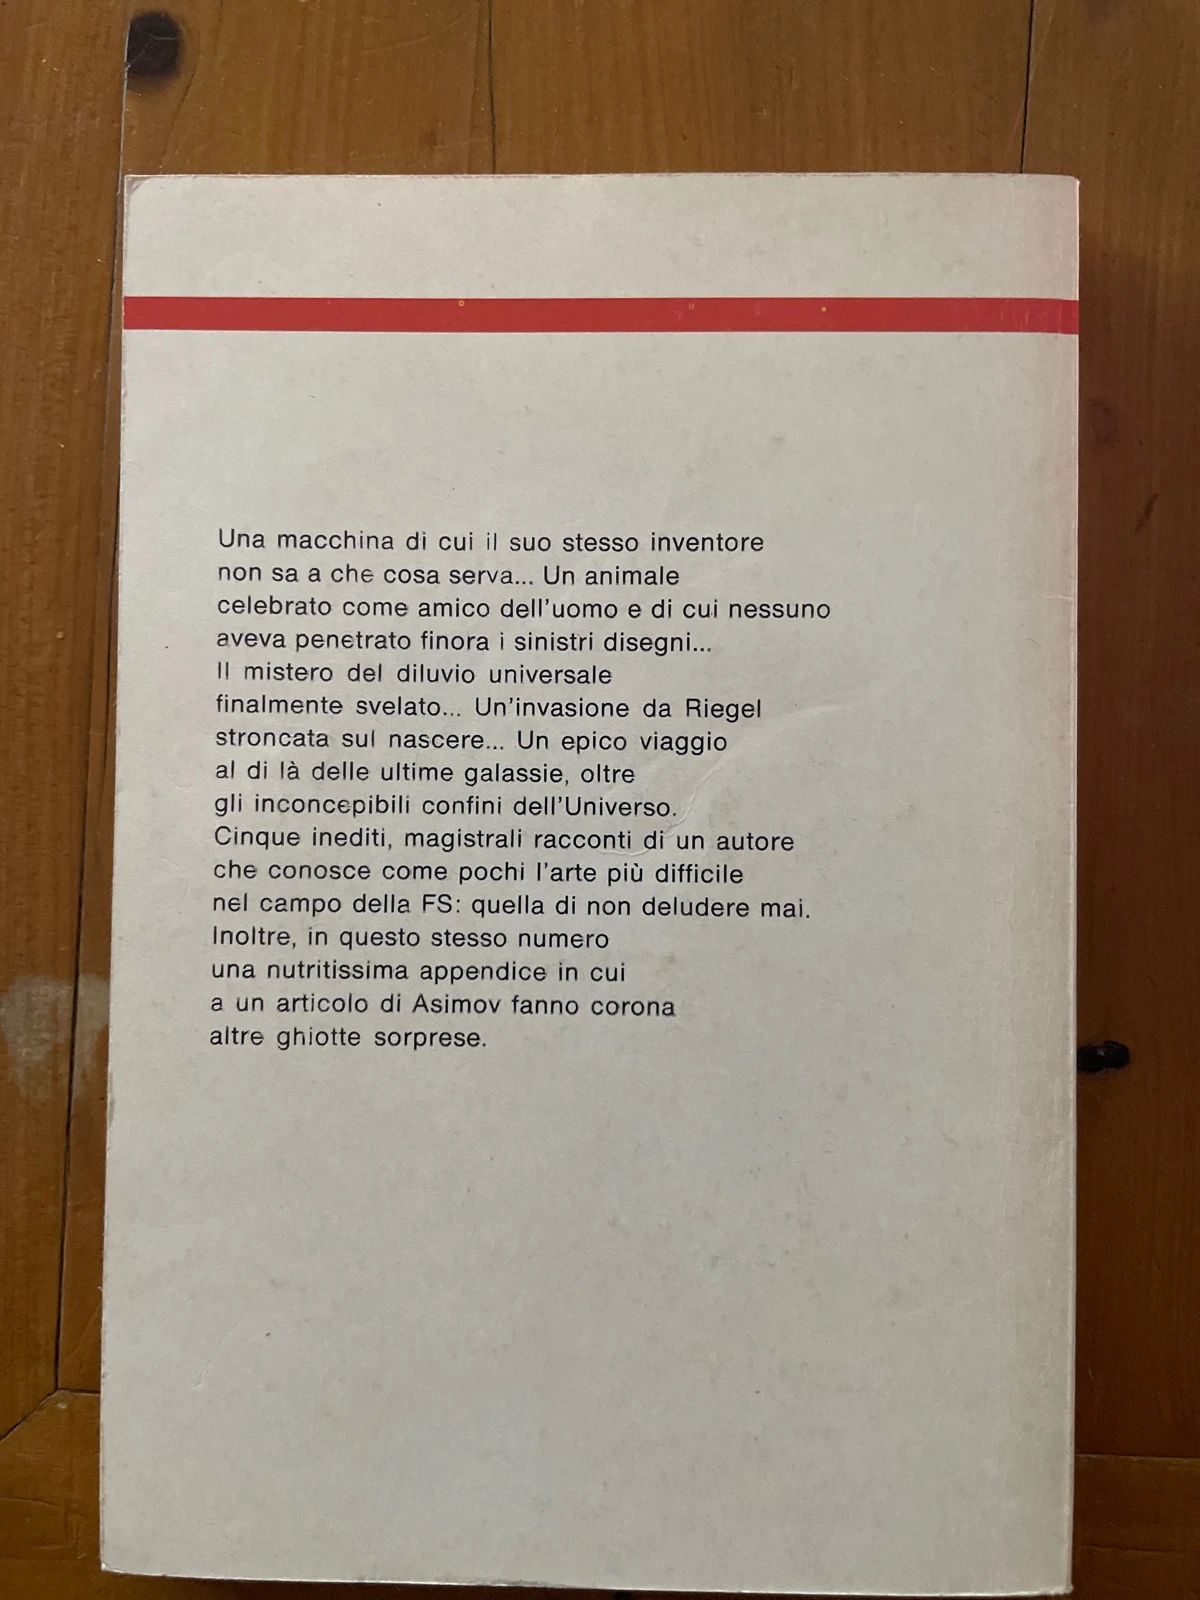 Una macchina di cui il suo stesso inventore
non sa a che cosa serva... Un animale
celebrato come amico dell'uomo e di cui nessuno
aveva penetrato finora i sinistri disegni...
Il mistero del diluvio universale
finalmente svelato... Un'invasione da Riegel
stroncata sul nascere... Un epico viaggio
al di là delle ultime galassie, oltre
gli inconcepibili confini dell'Universo.
Cinque inediti, magistrali racconti di un autore
che conosce come pochi l'arte più difficile
nel campo della FS: quella di non deludere mai.
Inoltre, in questo stesso numero
una nutritissima appendice in cui
a un articolo di Asimov fanno corona
altre ghiotte sorprese.